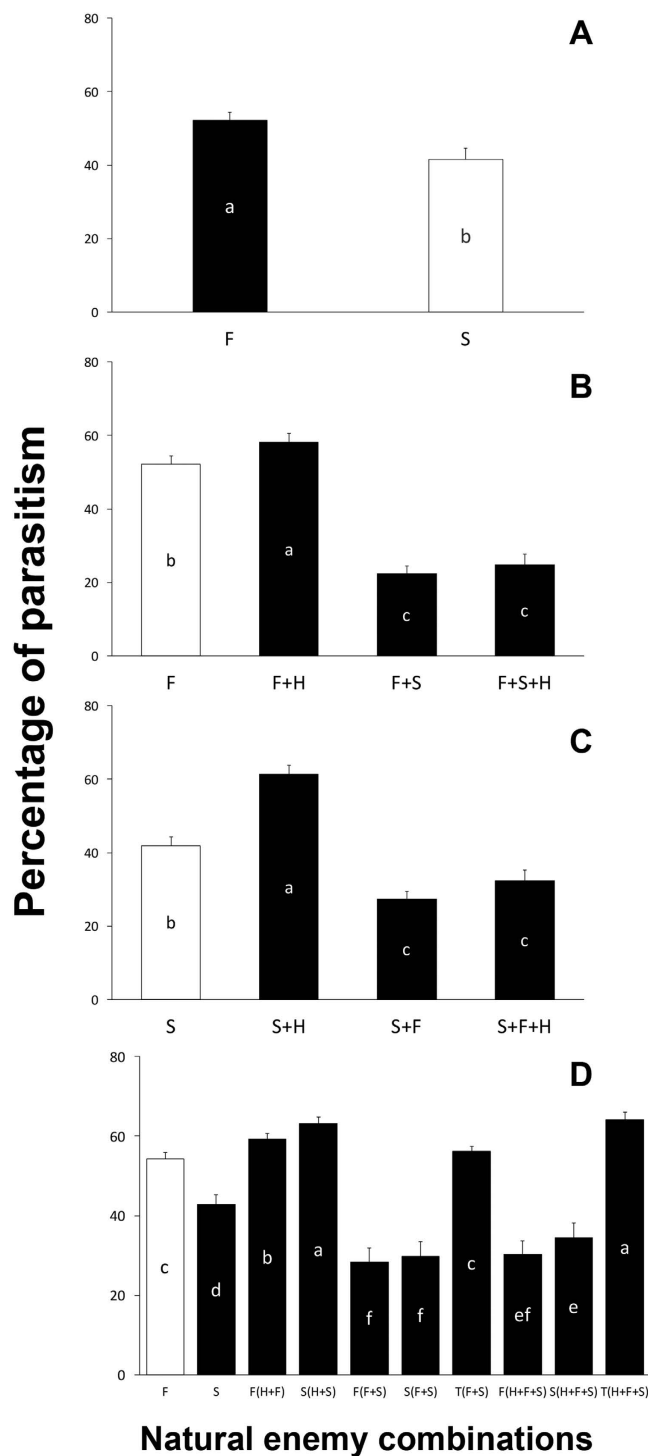 Percentage of parasitism
A
80
60
40
20
0
a
b
F
S
B
80
60
40
20
0
b
a
c
c
F
F+H
F+S
F+S+H
C
80
60
40
20
0
b
a
c
c
S
S+H
S+F
S+F+H
D
80
60
40
20
0
c
d
b
a
f
f
c
ef
e
a
F
S
F(H+F)
S(H+S)
F(F+S)
S(F+S)
T(F+S)
F(H+F+S)
S(H+F+S)
T(H+F+S)
Natural enemy combinations